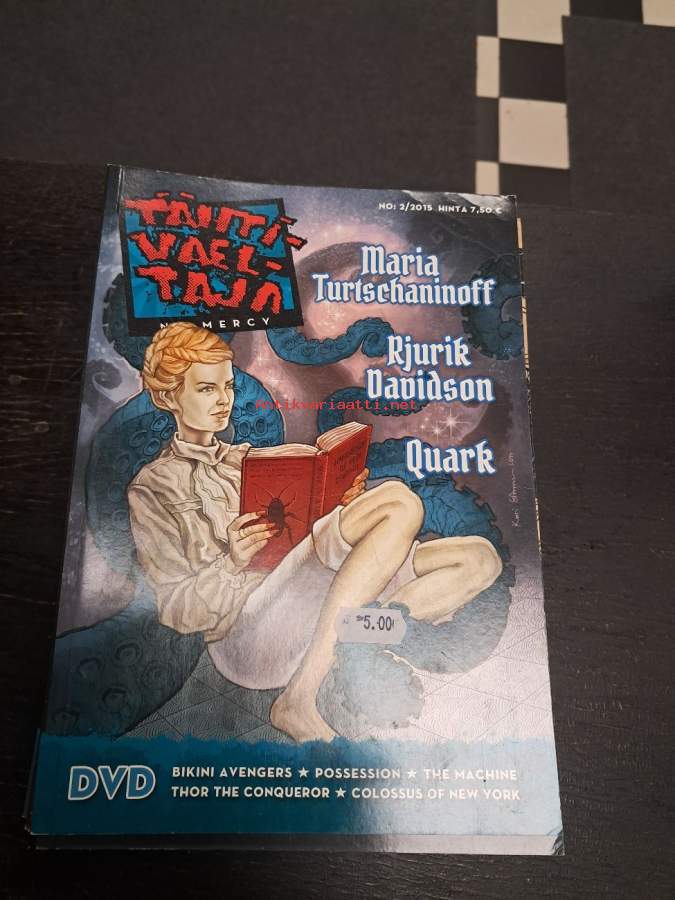 NO: 2/2015 HINTA 7,50 €
TÄHTI-
VAEL-
TAJA
MERCY
Maria
Turtschaninoff
Rjurik
Davidson
Quark
Antikvariaatti.net
5.00
DVD
BIKINI AVENGERS ★ POSSESSION ★ THE MACHINE
THOR THE CONQUEROR ★ COLOSSUS OF NEW YORK